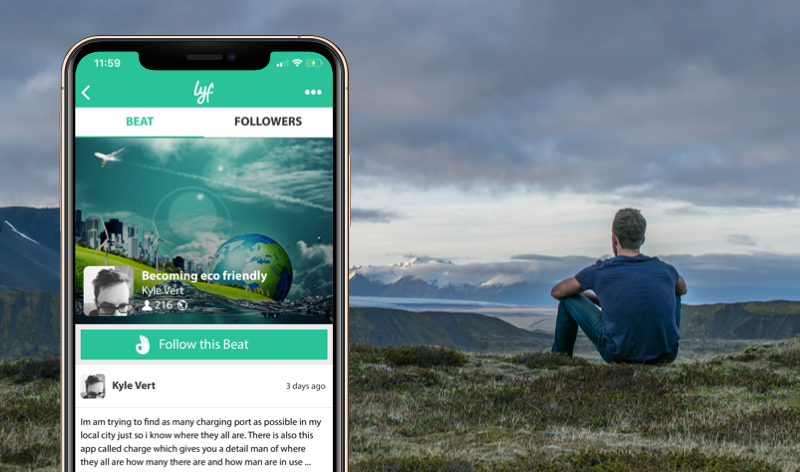 11:59
lyf
BEAT FOLLOWERS
Becoming eco friendly
Kyle Vert
216
Follow this Beat
Kyle Vert 3 days ago
Im am trying to find as many charging port as possible in my
local city just so i know where they all are. There is also this
app called charge which gives you a detail man of where
they all are how many there are and how man are in use ...